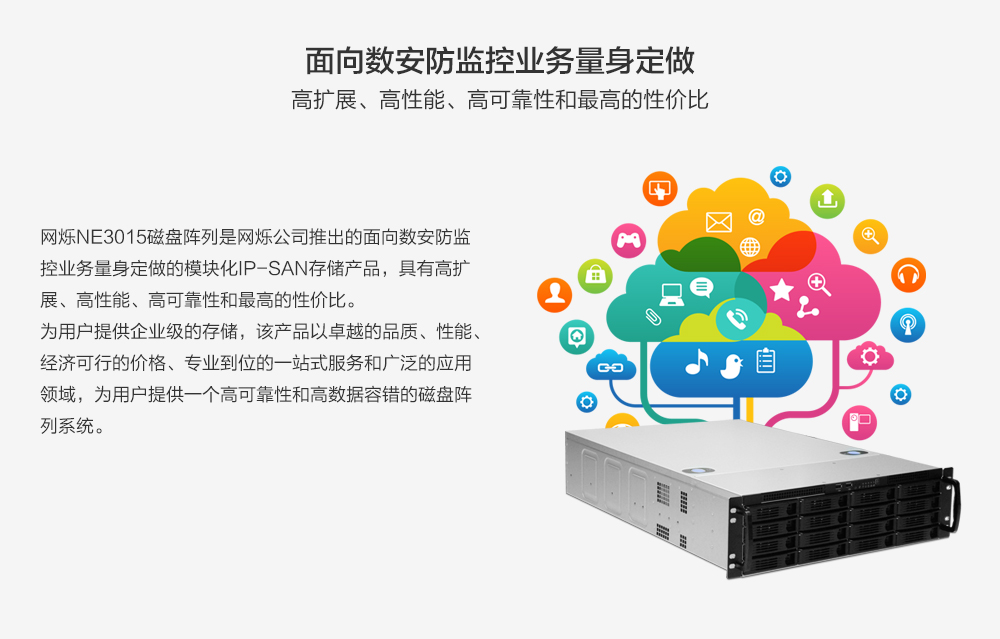 面向数安防监控业务量身定做
高扩展、高性能、高可靠性和最高的性价比
网烁NE3015磁盘阵列是网烁公司推出的面向数安防监
控业务量身定做的模块化IP-SAN存储产品，具有高扩
展、高性能、高可靠性和最高的性价比。
为用户提供企业级的存储，该产品以卓越的品质、性能、
经济可行的价格、专业到位的一站式服务和广泛的应用
领域，为用户提供一个高可靠性和高数据容错的磁盘阵
列系统。